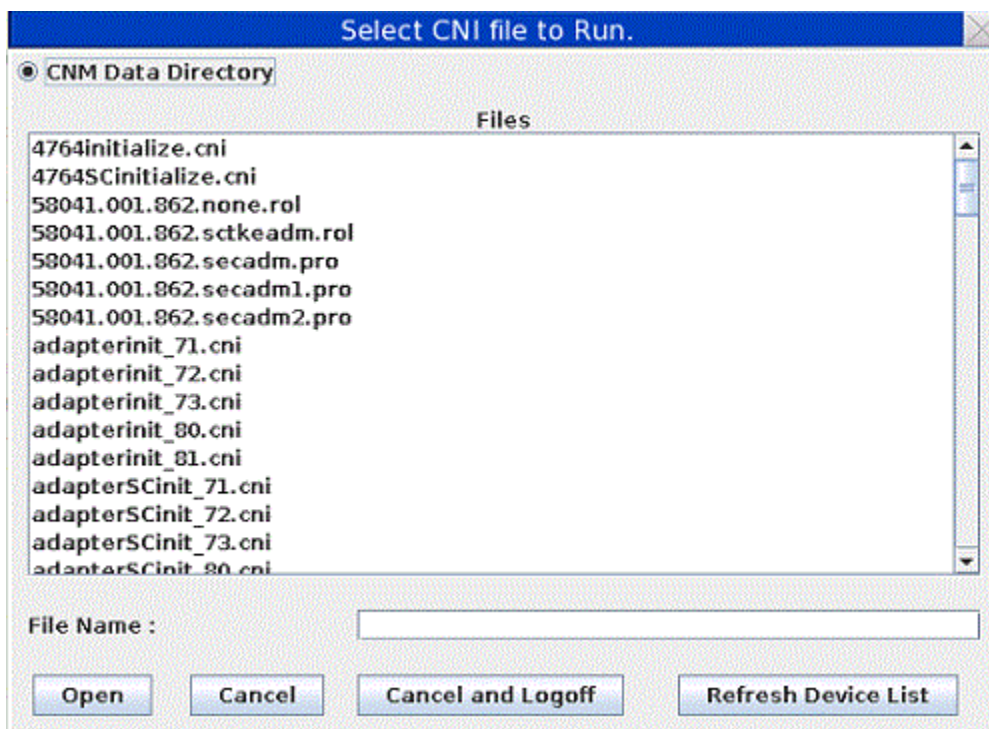 Select CNI file to Run.
CNM Data Directory
Files
4764initialize.cni
4764SCinitialize.cni
58041.001.862.none.rol
58041.001.862.sctkeadm.rol
58041.001.862.secadm.pro
58041.001.862.secadm1.pro
58041.001.862.secadm2.pro
adapterinit_71.cni
adapterinit_72.cni
adapterinit_73.cni
adapterinit_80.cni
adapterinit_81.cni
adapterSCinit_71.cni
adapterSCinit_72.cni
adapterSCinit_73.cni
adapterSCinit_80.cni
File Name :
Open Cancel Cancel and Logoff Refresh Device List